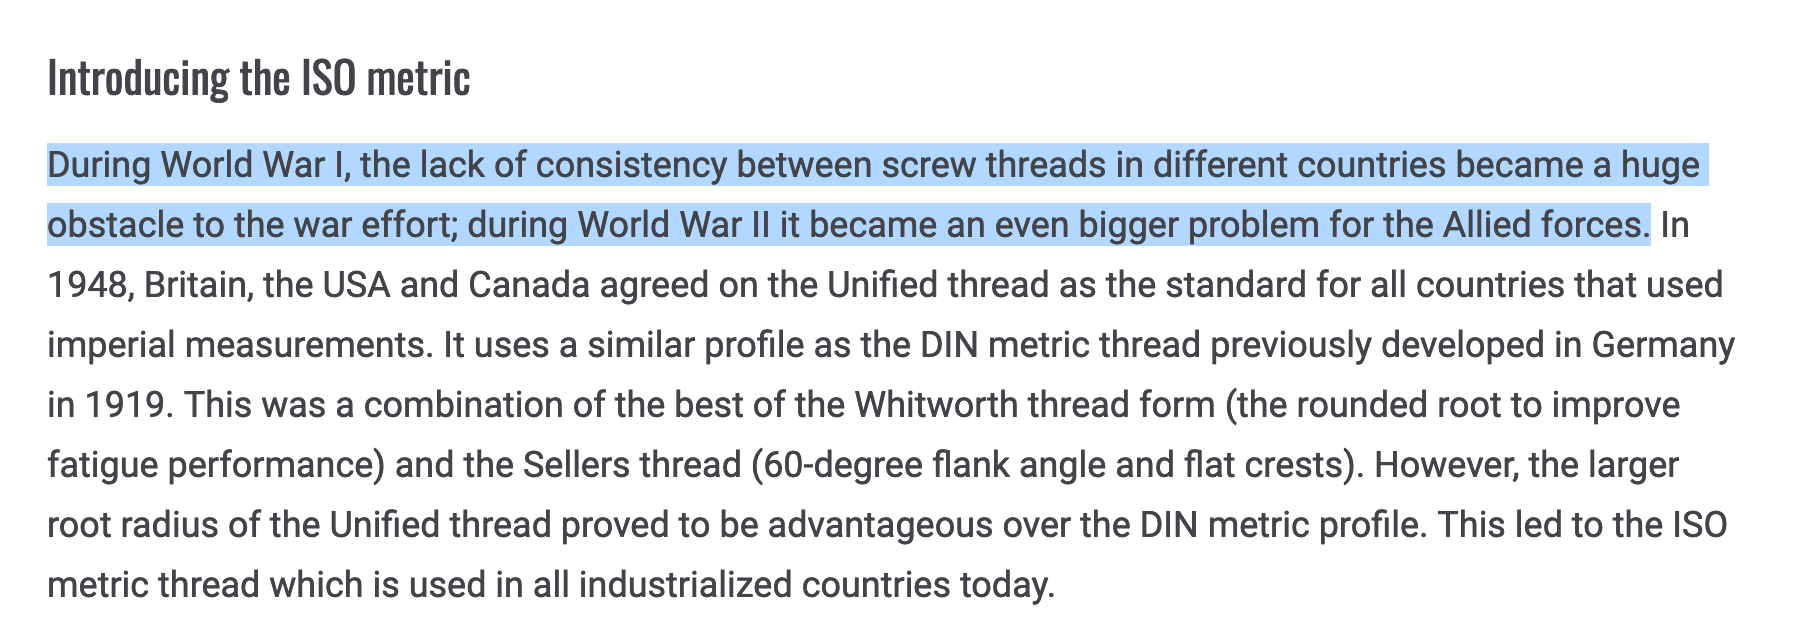 Introducing the ISO metric
During World War I, the lack of consistency between screw threads in different countries became a huge
obstacle to the war effort; during World War II it became an even bigger problem for the Allied forces. In
1948, Britain, the USA and Canada agreed on the Unified thread as the standard for all countries that used
imperial measurements. It uses a similar profile as the DIN metric thread previously developed in Germany
in 1919. This was a combination of the best of the Whitworth thread form (the rounded root to improve
fatigue performance) and the Sellers thread (60-degree flank angle and flat crests). However, the larger
root radius of the Unified thread proved to be advantageous over the DIN metric profile. This led to the ISO
metric thread which is used in all industrialized countries today.